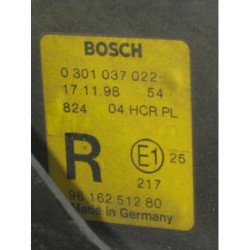 BOSCH
0 301 037 022-
17.11.98 54
824 04 HCR PL
R E1 25
217
96 162 512 80
Made in Germany